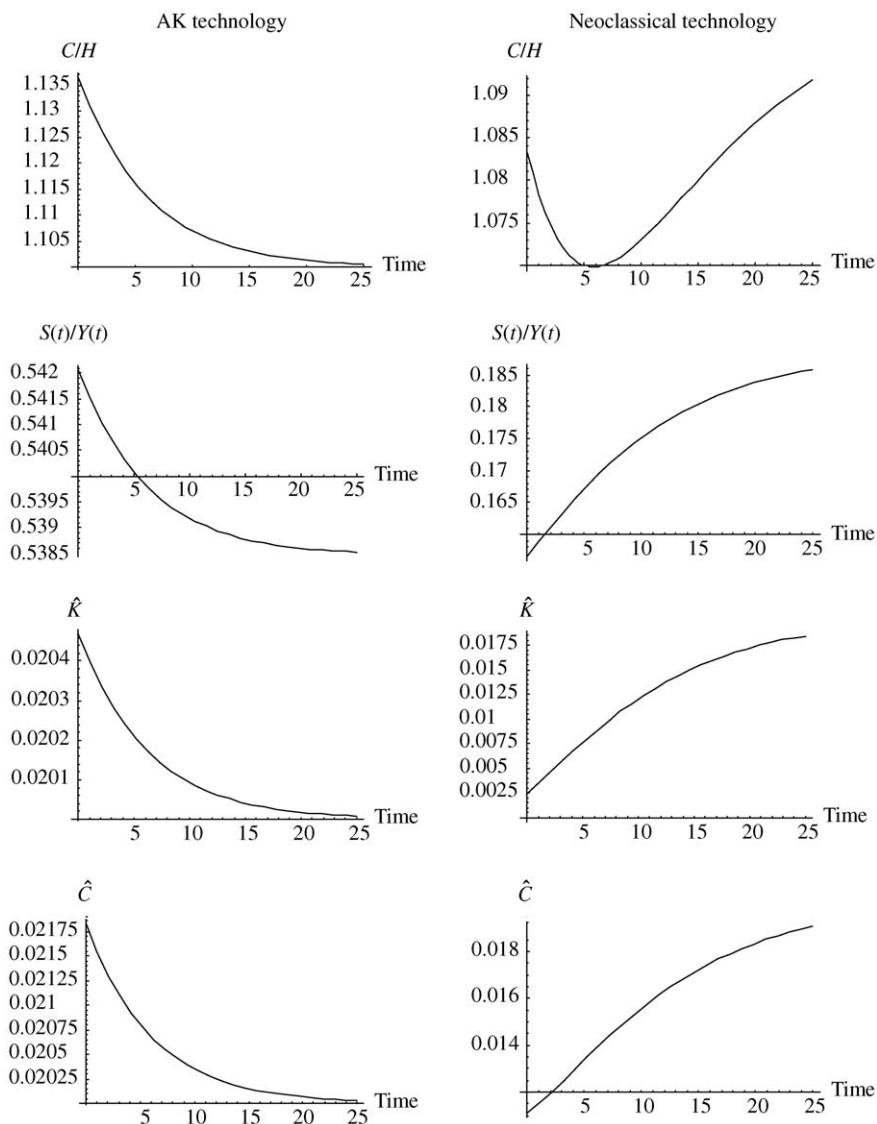 AK technology
C/H
1.135
1.13
1.125
1.12
1.115
1.11
1.105
5 10 15 20 25 Time
Neoclassical technology
C/H
1.09
1.085
1.08
1.075
5 10 15 20 25 Time
S(t)/Y(t)
0.542
0.5415
0.541
0.5405
5 10 15 20 25 Time
0.5395
0.539
0.5385
S(t)/Y(t)
0.185
0.18
0.175
0.17
0.165
5 10 15 20 25 Time
K̂
0.0204
0.0203
0.0202
0.0201
5 10 15 20 25 Time
K̂
0.0175
0.015
0.0125
0.01
0.0075
0.005
0.0025
5 10 15 20 25 Time
Ĉ
0.02175
0.0215
0.02125
0.021
0.02075
0.0205
0.02025
5 10 15 20 25 Time
Ĉ
0.018
0.016
0.014
5 10 15 20 25 Time